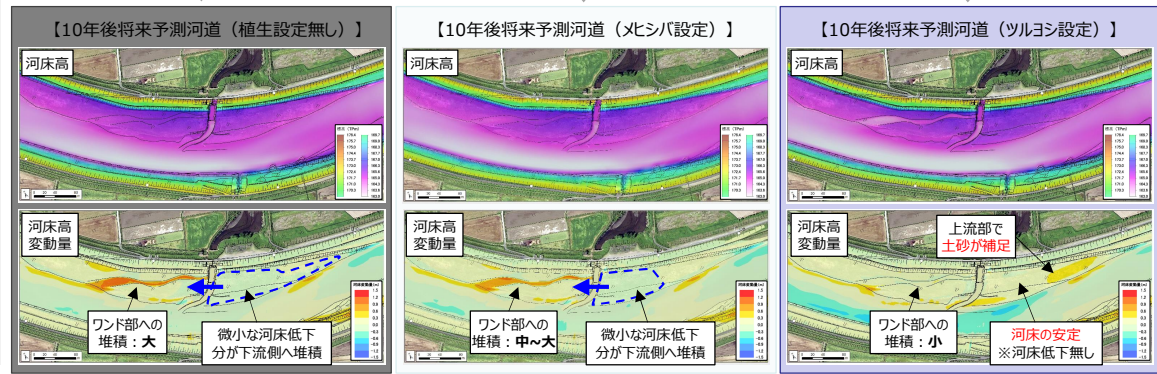 【10年後将来予測河道（植生設定無し）】
河床高
河床高
変動量
ワンド部への
堆積：大
微小な河床低下
分が下流側へ堆積
【10年後将来予測河道（メヒシバ設定）】
河床高
河床高
変動量
ワンド部への
堆積：中~大
微小な河床低下
分が下流側へ堆積
【10年後将来予測河道（ツルヨシ設定）】
河床高
河床高
変動量
上流部で
土砂が補足
ワンド部への
堆積：小
河床の安定
※河床低下無し